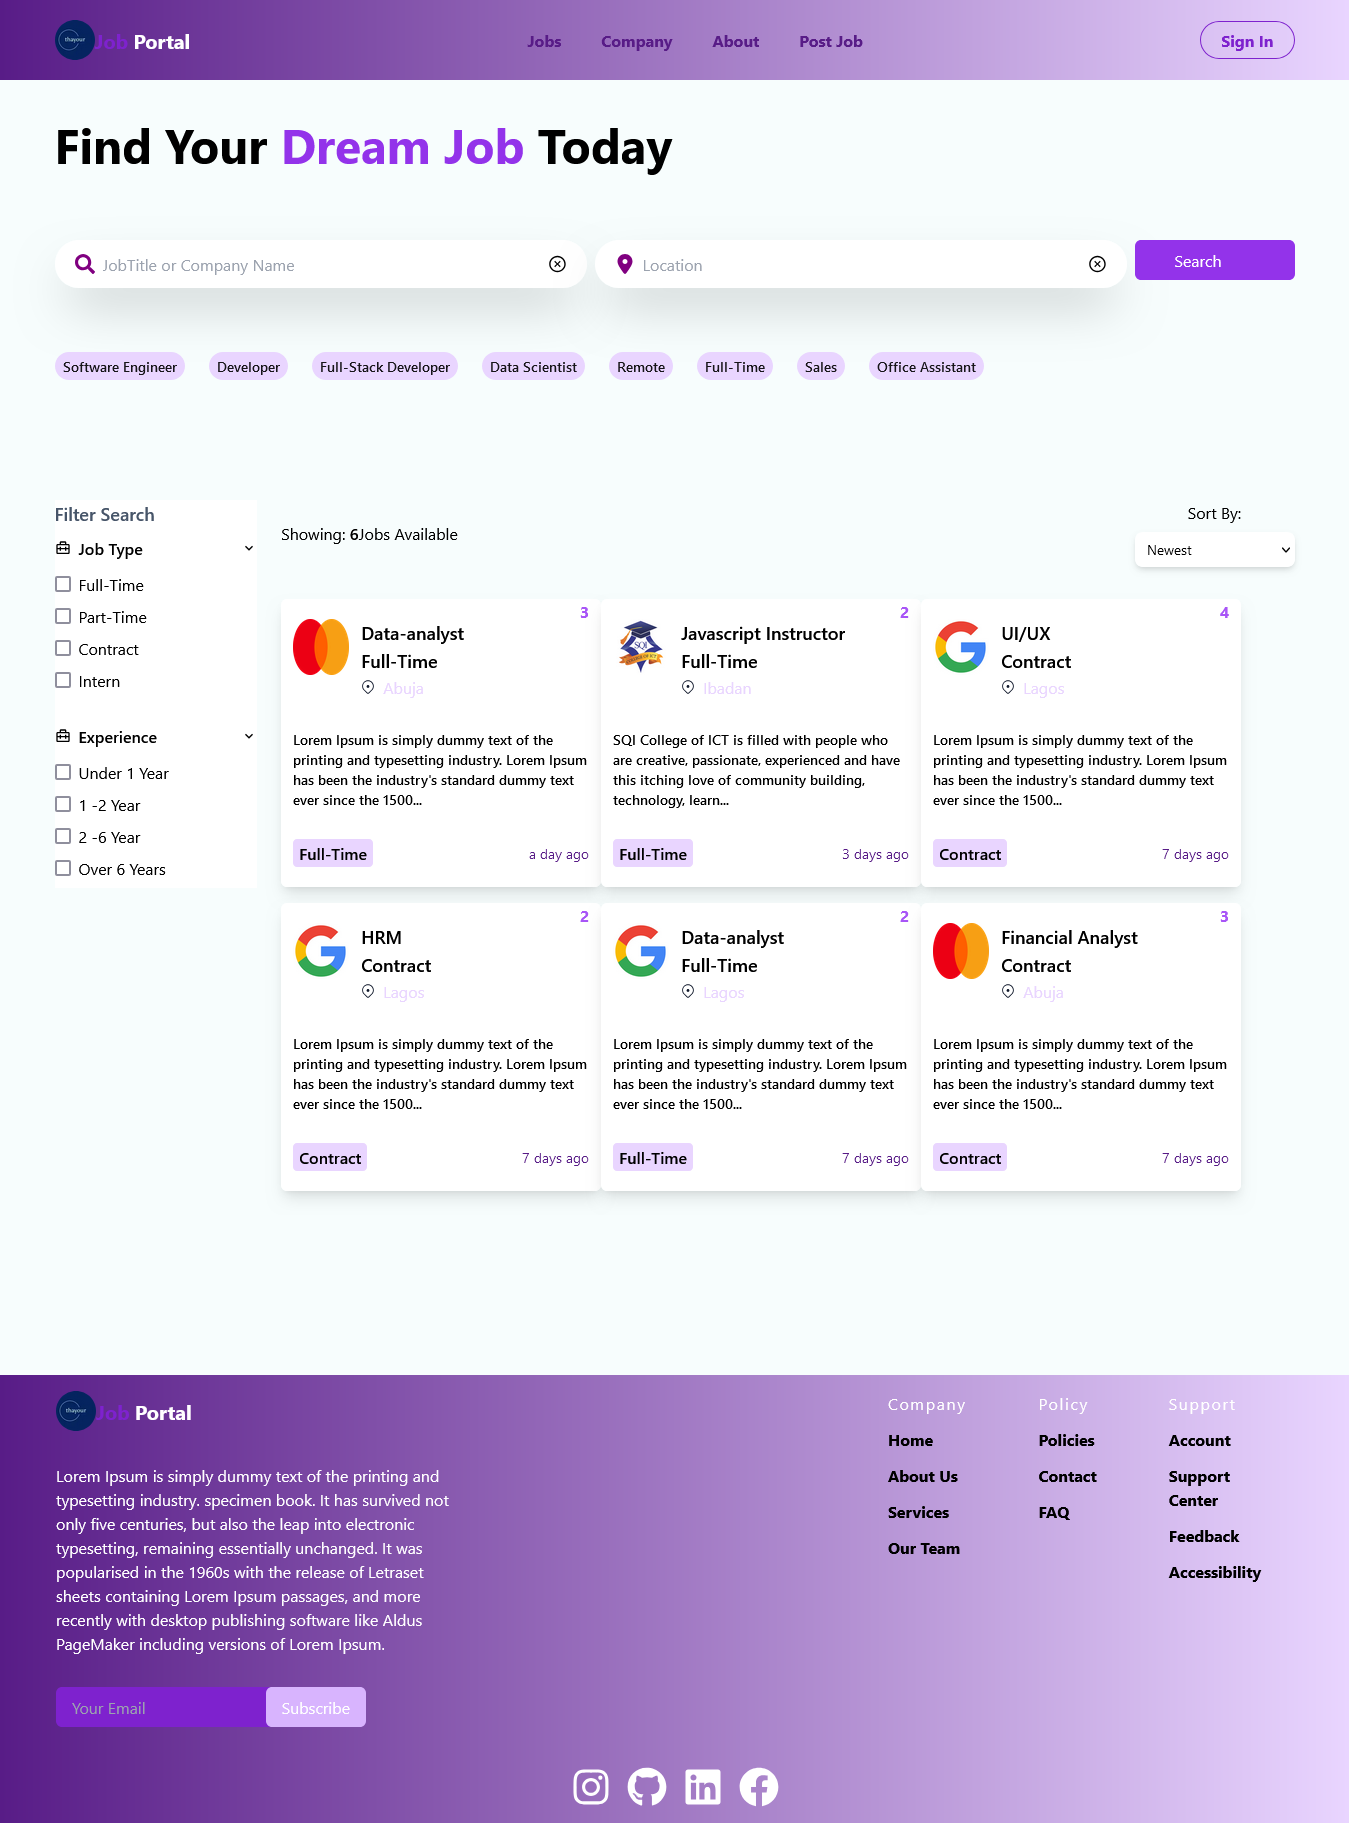 thayour
Job Portal
Jobs
Company
About
Post Job
Sign In
Find Your Dream Job Today
JobTitle or Company Name
Location
Search
Software Engineer
Developer
Full-Stack Developer
Data Scientist
Remote
Full-Time
Sales
Office Assistant
Filter Search
Job Type
Full-Time
Part-Time
Contract
Intern
Experience
Under 1 Year
1 -2 Year
2 -6 Year
Over 6 Years
Showing: 6Jobs Available
Sort By:
Newest
3
Data-analyst
Full-Time
Abuja
Lorem Ipsum is simply dummy text of the
printing and typesetting industry. Lorem Ipsum
has been the industry's standard dummy text
ever since the 1500...
Full-Time
a day ago
2
SQI
Javascript Instructor
Full-Time
Ibadan
SQI College of ICT is filled with people who
are creative, passionate, experienced and have
this itching love of community building,
technology, learn...
Full-Time
3 days ago
4
UI/UX
Contract
Lagos
Lorem Ipsum is simply dummy text of the
printing and typesetting industry. Lorem Ipsum
has been the industry's standard dummy text
ever since the 1500...
Contract
7 days ago
2
HRM
Contract
Lagos
Lorem Ipsum is simply dummy text of the
printing and typesetting industry. Lorem Ipsum
has been the industry's standard dummy text
ever since the 1500...
Contract
7 days ago
2
Data-analyst
Full-Time
Lagos
Lorem Ipsum is simply dummy text of the
printing and typesetting industry. Lorem Ipsum
has been the industry's standard dummy text
ever since the 1500...
Full-Time
7 days ago
3
Financial Analyst
Contract
Abuja
Lorem Ipsum is simply dummy text of the
printing and typesetting industry. Lorem Ipsum
has been the industry's standard dummy text
ever since the 1500...
Contract
7 days ago
thayour
Job Portal
Lorem Ipsum is simply dummy text of the printing and
typesetting industry. specimen book. It has survived not
only five centuries, but also the leap into electronic
typesetting, remaining essentially unchanged. It was
popularised in the 1960s with the release of Letraset
sheets containing Lorem Ipsum passages, and more
recently with desktop publishing software like Aldus
PageMaker including versions of Lorem Ipsum.
Your Email
Subscribe
Company
Home
About Us
Services
Our Team
Policy
Policies
Contact
FAQ
Support
Account
Support
Center
Feedback
Accessibility